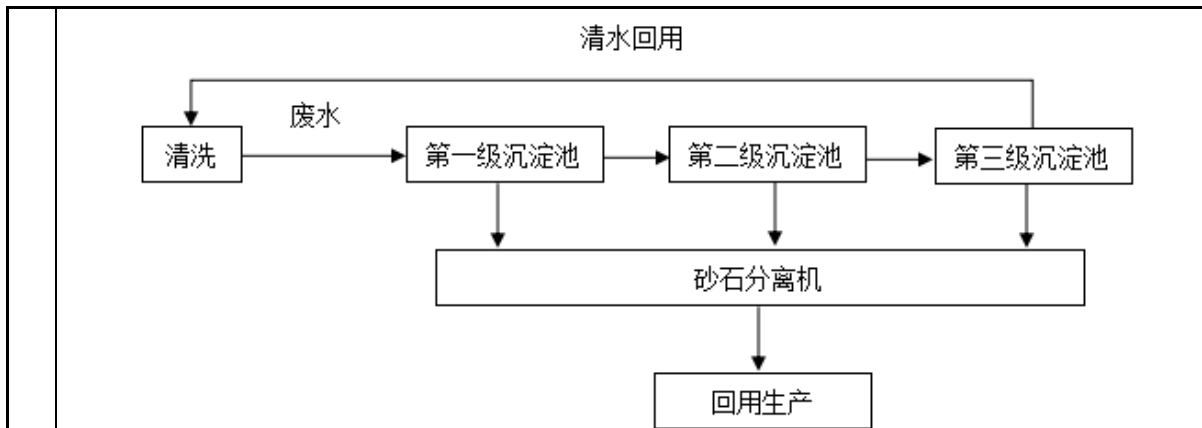 清水回用
废水
清洗
第一级沉淀池
第二级沉淀池
第三级沉淀池
砂石分离机
回用生产